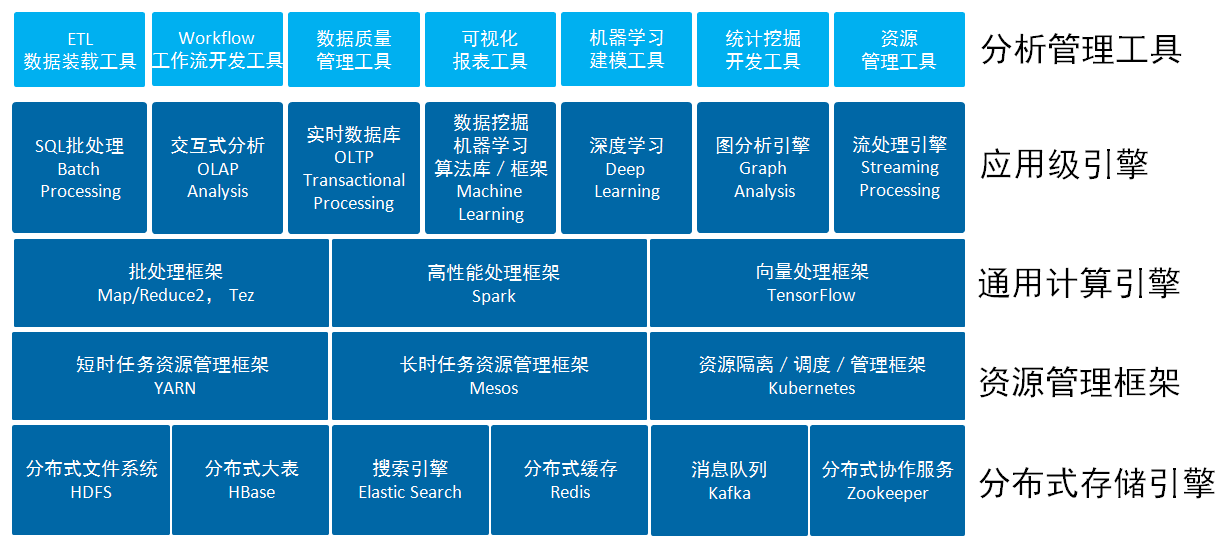 ETL
数据装载工具
Workflow
工作流开发工具
数据质量
管理工具
可视化
报表工具
机器学习
建模工具
统计挖掘
开发工具
资源
管理工具
分析管理工具
SQL批处理
Batch
Processing
交互式分析
OLAP
Analysis
实时数据库
OLTP
Transactional
Processing
数据挖掘
机器学习
算法库 / 框架
Machine
Learning
深度学习
Deep
Learning
图分析引擎
Graph
Analysis
流处理引擎
Streaming
Processing
应用级引擎
批处理框架
Map/Reduce2， Tez
高性能处理框架
Spark
向量处理框架
TensorFlow
通用计算引擎
短时任务资源管理框架
YARN
长时任务资源管理框架
Mesos
资源隔离 / 调度 / 管理框架
Kubernetes
资源管理框架
分布式文件系统
HDFS
分布式大表
HBase
搜索引擎
Elastic Search
分布式缓存
Redis
消息队列
Kafka
分布式协作服务
Zookeeper
分布式存储引擎